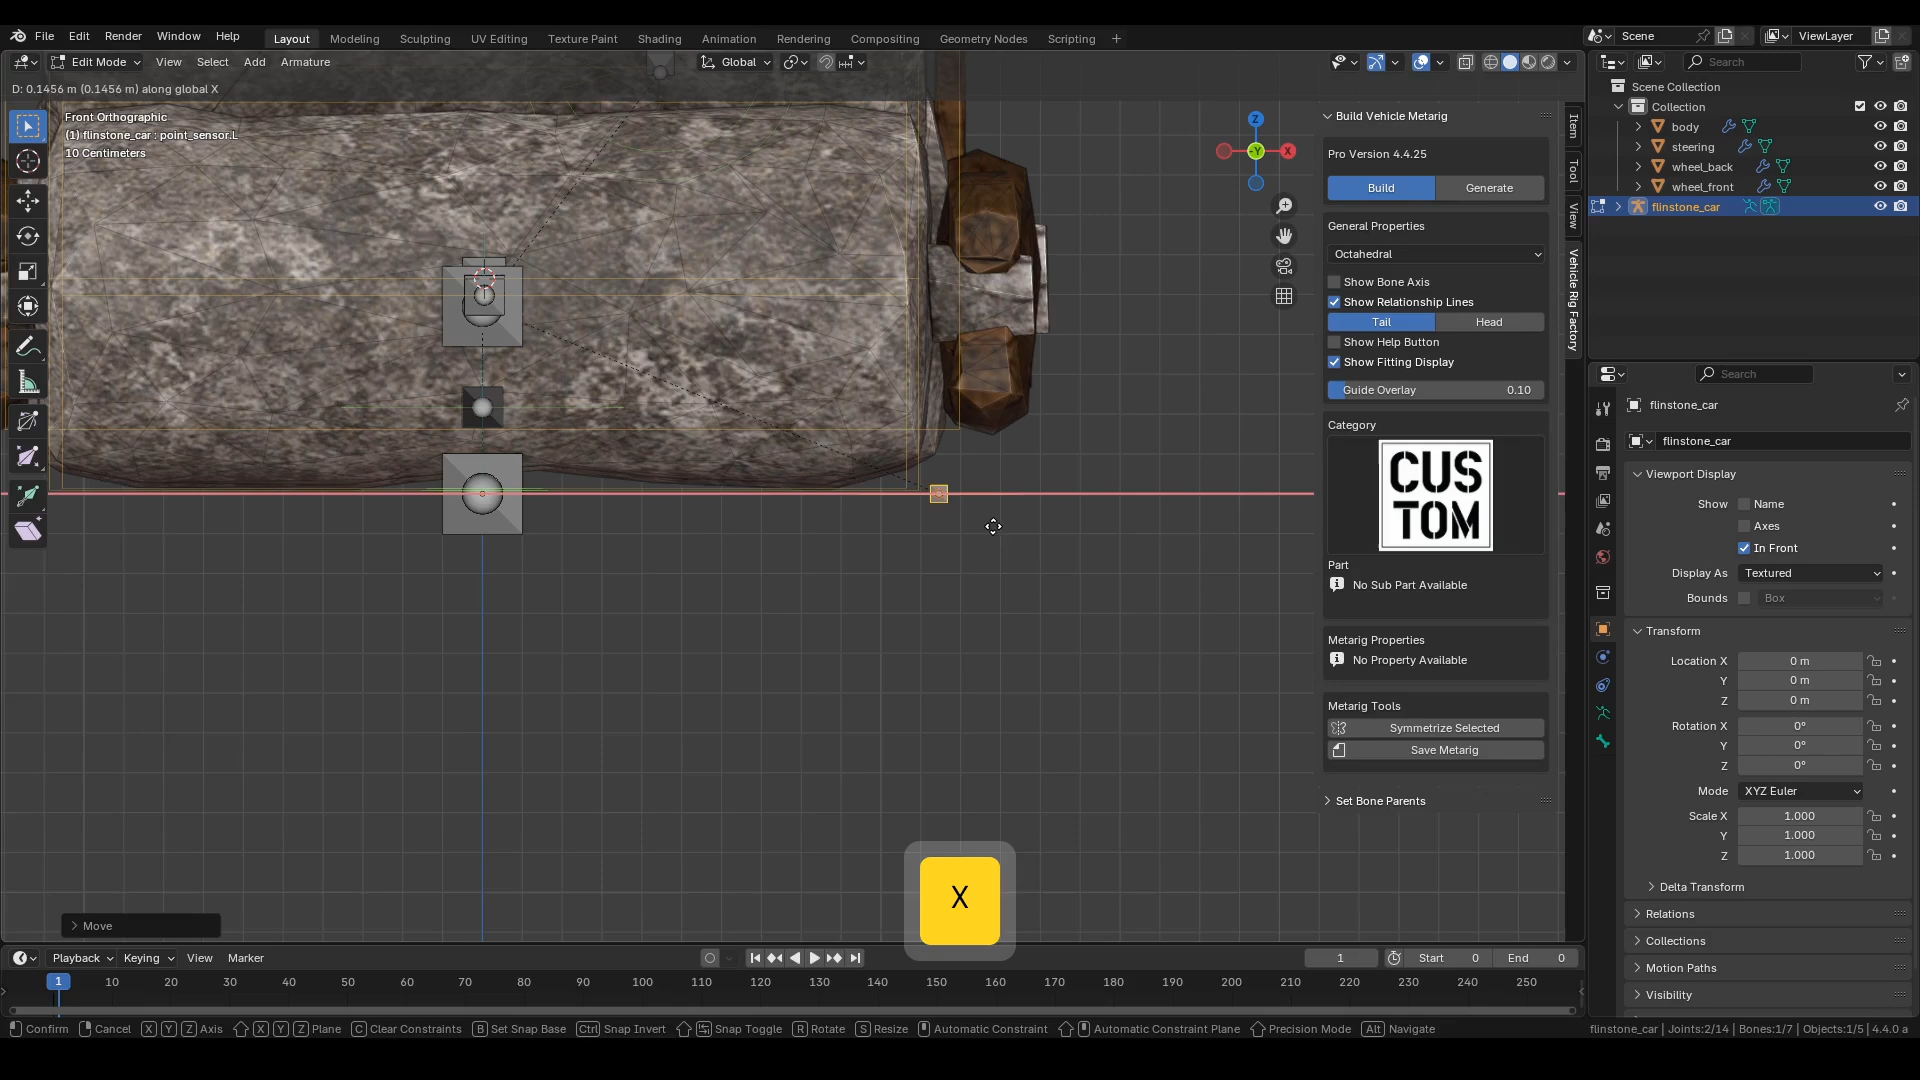 File Edit Render Window Help
Layout Modeling Sculpting UV Editing Texture Paint Shading Animation Rendering Compositing Geometry Nodes Scripting +
Scene
ViewLayer
Edit Mode View Select Add Armature
Global
D: 0.1456 m (0.1456 m) along global X
Front Orthographic
(1) flinstone_car : point_sensor.L
10 Centimeters
Z
-Y
X
Item
Tool
View
Vehicle Rig Factory
Build Vehicle Metarig
Pro Version 4.4.25
Build Generate
General Properties
Octahedral
Show Bone Axis
Show Relationship Lines
Tail Head
Show Help Button
Show Fitting Display
Guide Overlay 0.10
Category
CUS
TOM
Part
No Sub Part Available
Metarig Properties
No Property Available
Metarig Tools
Symmetrize Selected
Save Metarig
Set Bone Parents
Search
Scene Collection
Collection
body
steering
wheel_back
wheel_front
flinstone_car
Search
flinstone_car
flinstone_car
Viewport Display
Show Name
Axes
In Front
Display As Textured
Bounds Box
Transform
Location X 0 m
Y 0 m
Z 0 m
Rotation X 0°
Y 0°
Z 0°
Mode XYZ Euler
Scale X 1.000
Y 1.000
Z 1.000
Delta Transform
Relations
Collections
Motion Paths
Visibility
Move
X
Playback Keying View Marker
1 Start 0 End 0
1 10 20 30 40 50 60 70 80 90 100 110 120 130 140 150 160 170 180 190 200 210 220 230 240 250
Confirm Cancel X Y Z Axis X Y Z Plane C Clear Constraints B Set Snap Base Ctrl Snap Invert Snap Toggle R Rotate S Resize Automatic Constraint Automatic Constraint Plane Precision Mode Alt Navigate
flinstone_car | Joints:2/14 | Bones:1/7 | Objects:1/5 | 4.4.0 a